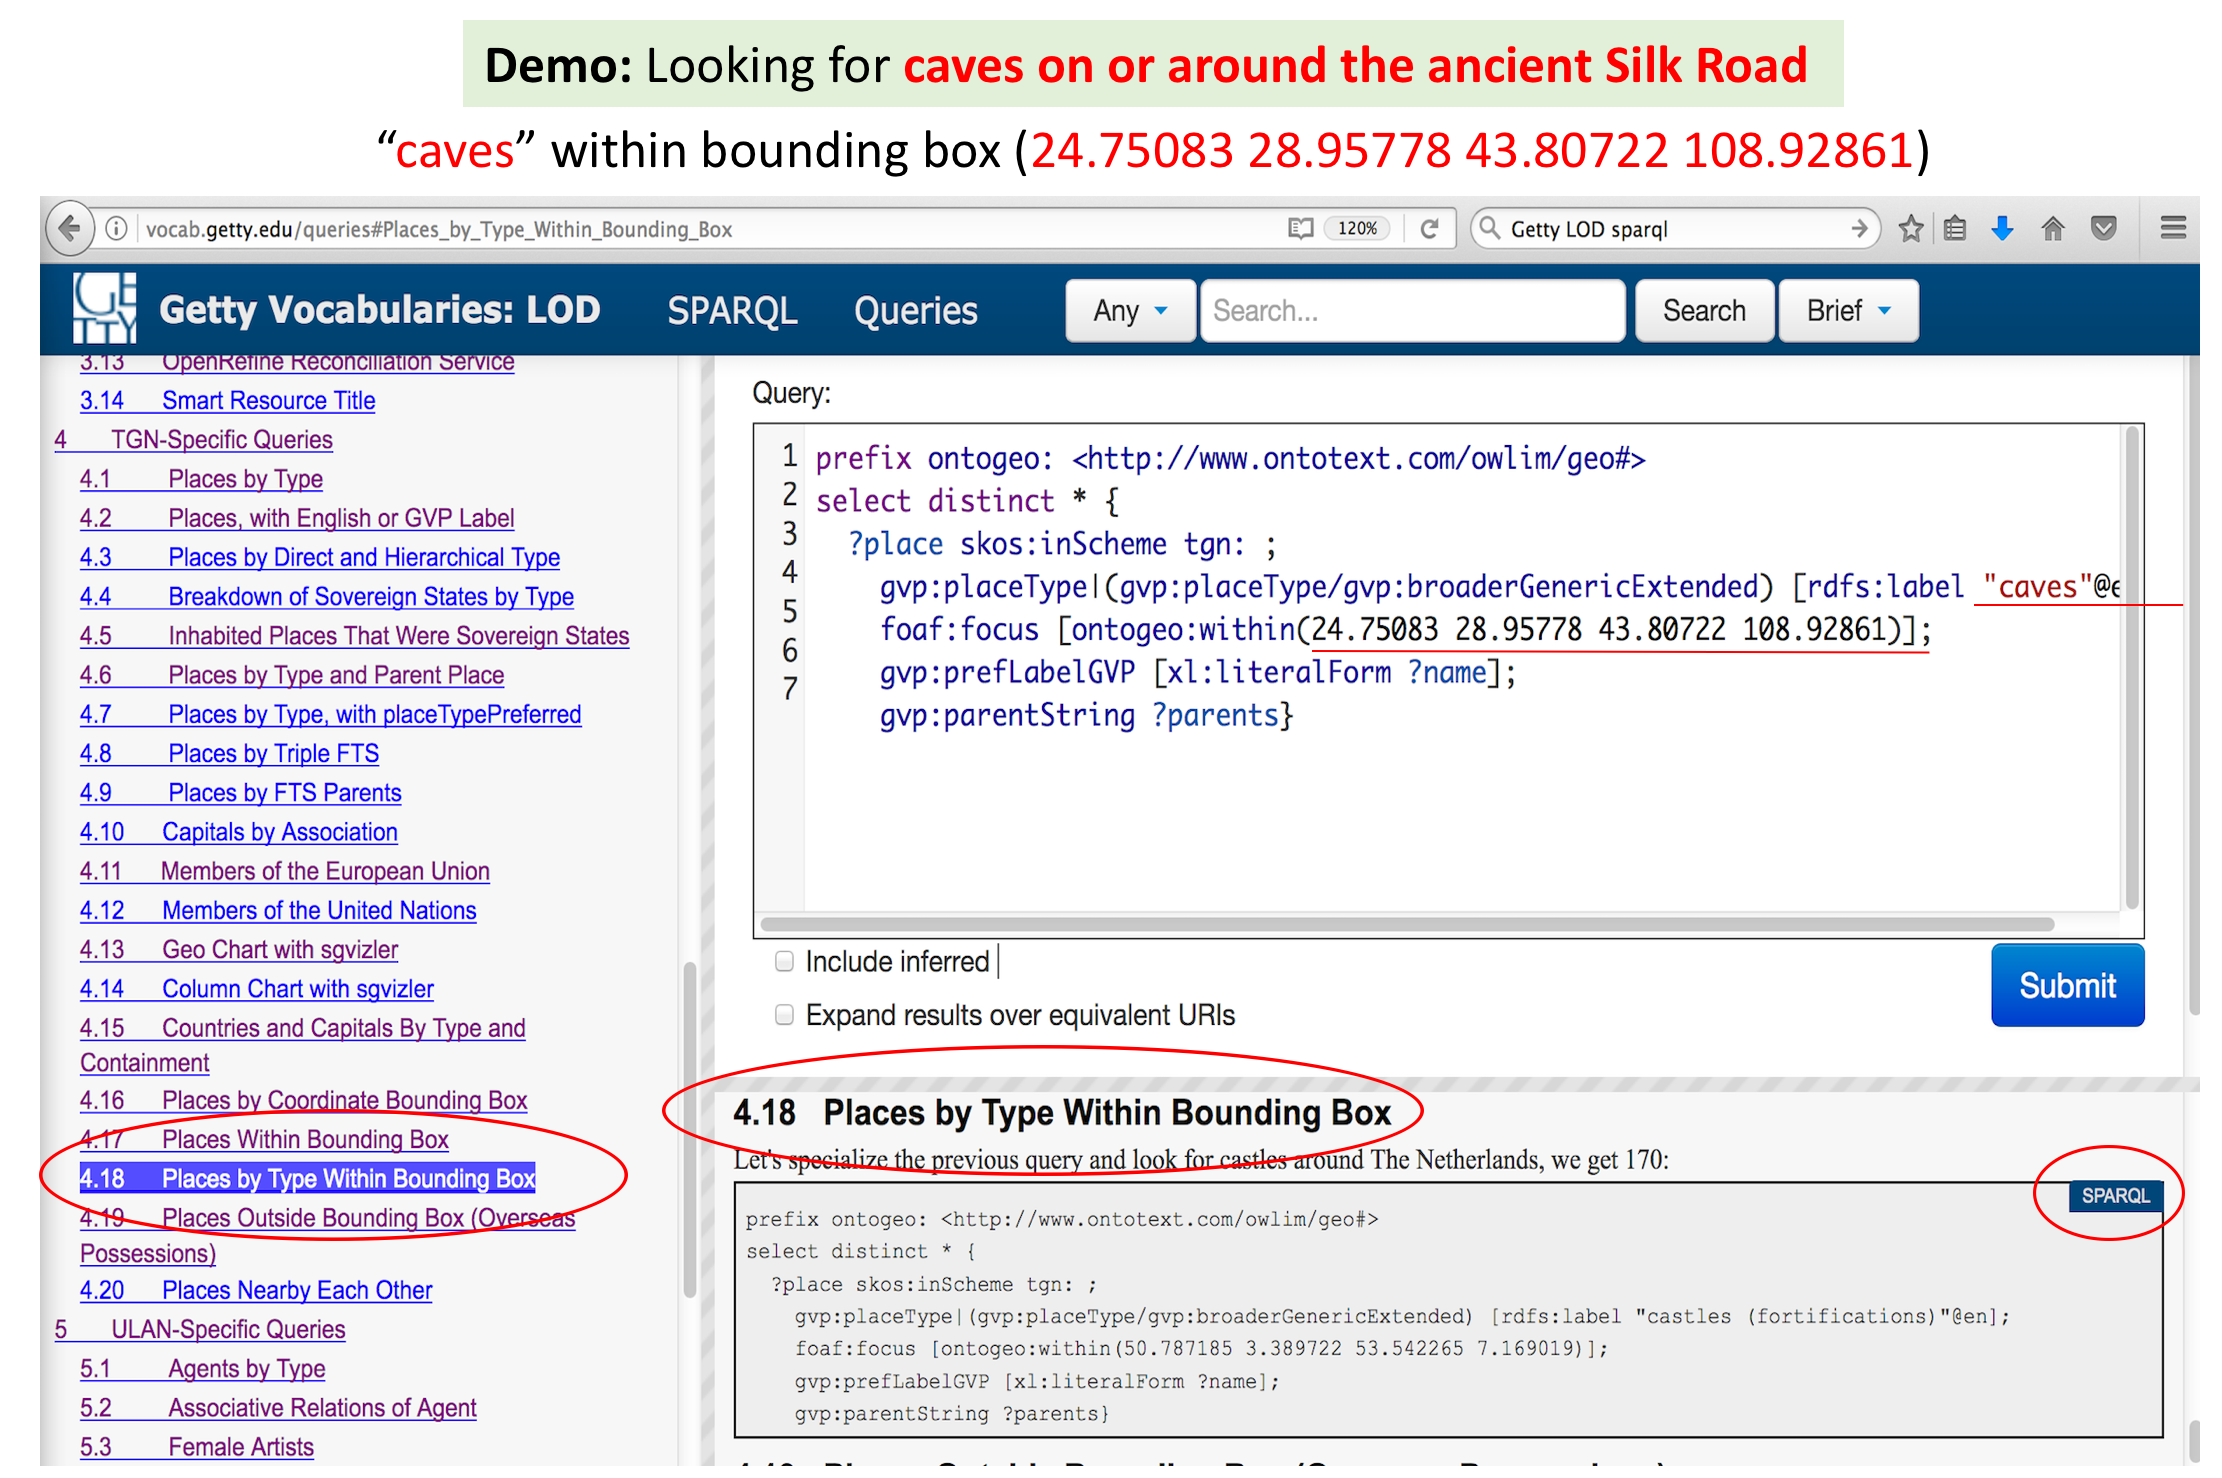 Demo: Looking for caves on or around the ancient Silk Road
“caves” within bounding box (24.75083 28.95778 43.80722 108.92861)
vocab.getty.edu/queries#Places_by_Type_Within_Bounding_Box
120%
Getty LOD sparql
GETTY
Getty Vocabularies: LOD
SPARQL
Queries
Any
Search...
Search
Brief
3.13 OpenRefine Reconciliation Service
3.14 Smart Resource Title
4 TGN-Specific Queries
4.1 Places by Type
4.2 Places, with English or GVP Label
4.3 Places by Direct and Hierarchical Type
4.4 Breakdown of Sovereign States by Type
4.5 Inhabited Places That Were Sovereign States
4.6 Places by Type and Parent Place
4.7 Places by Type, with placeTypePreferred
4.8 Places by Triple FTS
4.9 Places by FTS Parents
4.10 Capitals by Association
4.11 Members of the European Union
4.12 Members of the United Nations
4.13 Geo Chart with sgvizler
4.14 Column Chart with sgvizler
4.15 Countries and Capitals By Type and
Containment
4.16 Places by Coordinate Bounding Box
4.17 Places Within Bounding Box
4.18 Places by Type Within Bounding Box
4.19 Places Outside Bounding Box (Overseas
Possessions)
4.20 Places Nearby Each Other
5 ULAN-Specific Queries
5.1 Agents by Type
5.2 Associative Relations of Agent
5.3 Female Artists
Query:
1 prefix ontogeo: <http://www.ontotext.com/owlim/geo#>
2 select distinct * {
3 ?place skos:inScheme tgn: ;
4 gvp:placeType|(gvp:placeType/gvp:broaderGenericExtended) [rdfs:label "caves"@e
5 foaf:focus [ontogeo:within(24.75083 28.95778 43.80722 108.92861)];
6 gvp:prefLabelGVP [xl:literalForm ?name];
7 gvp:parentString ?parents}
Include inferred
Expand results over equivalent URIs
Submit
4.18 Places by Type Within Bounding Box
Let's specialize the previous query and look for castles around The Netherlands, we get 170:
SPARQL
prefix ontogeo: <http://www.ontotext.com/owlim/geo#>
select distinct * {
?place skos:inScheme tgn: ;
gvp:placeType|(gvp:placeType/gvp:broaderGenericExtended) [rdfs:label "castles (fortifications)"@en];
foaf:focus [ontogeo:within(50.787185 3.389722 53.542265 7.169019)];
gvp:prefLabelGVP [xl:literalForm ?name];
gvp:parentString ?parents}